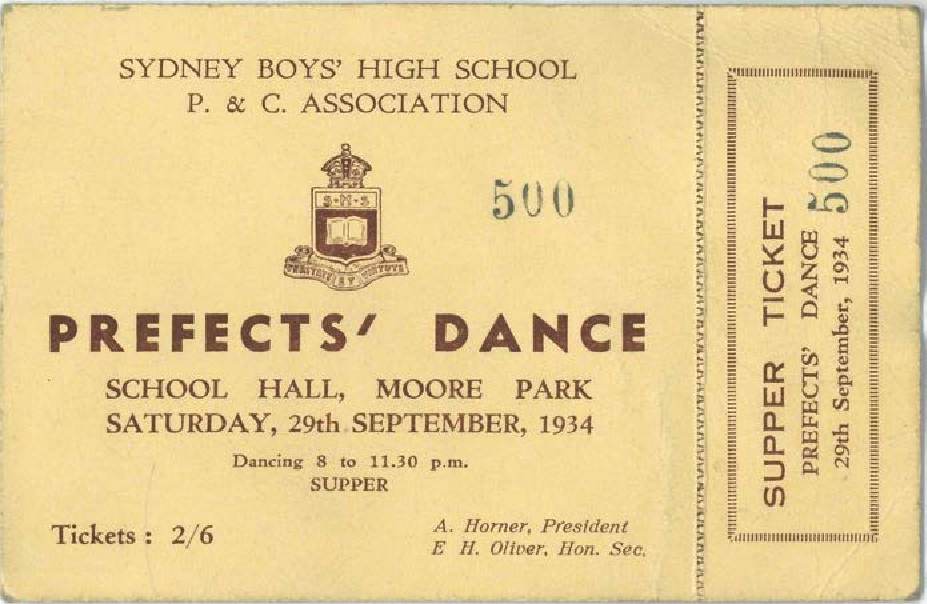 SYDNEY BOYS' HIGH SCHOOL
P. & C. ASSOCIATION
S·H·S
500
PREFECTS' DANCE
SCHOOL HALL, MOORE PARK
SATURDAY, 29th SEPTEMBER, 1934
Dancing 8 to 11.30 p.m.
SUPPER
Tickets : 2/6
A. Horner, President
E H. Oliver, Hon. Sec.
SUPPER TICKET
PREFECTS' DANCE
29th September, 1934
500